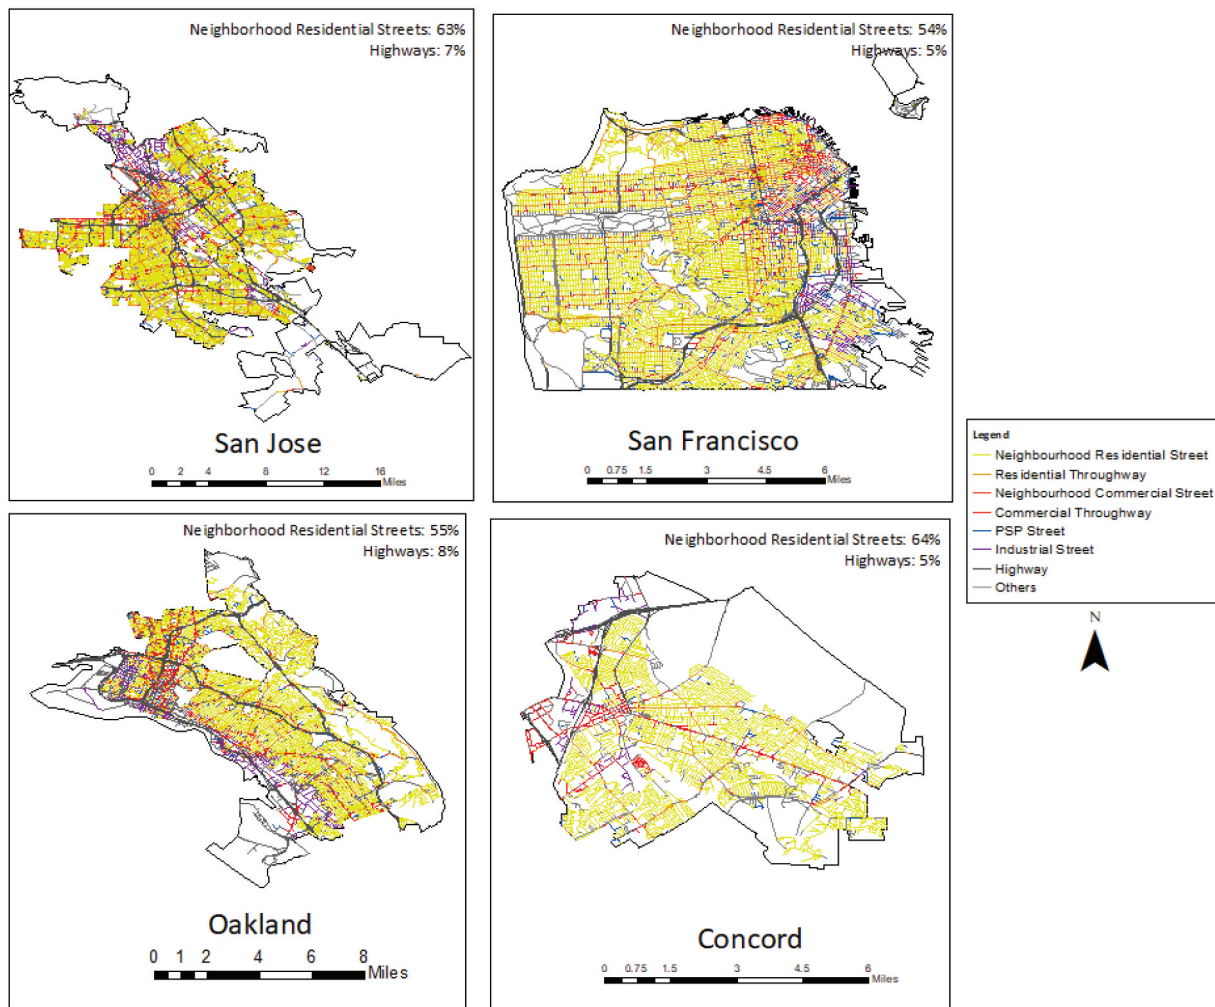 Neighborhood Residential Streets: 63%
Highways: 7%
San Jose
0 2 4 8 12 16
Miles
Neighborhood Residential Streets: 54%
Highways: 5%
San Francisco
0 0.75 1.5 3 4.5 6
Miles
Legend
Neighbourhood Residential Street
Residential Throughway
Neighbourhood Commercial Street
Commercial Throughway
PSP Street
Industrial Street
Highway
Others
N
Neighborhood Residential Streets: 55%
Highways: 8%
Oakland
0 1 2 4 6 8
Miles
Neighborhood Residential Streets: 64%
Highways: 5%
Concord
0 0.75 1.5 3 4.5 6
Miles